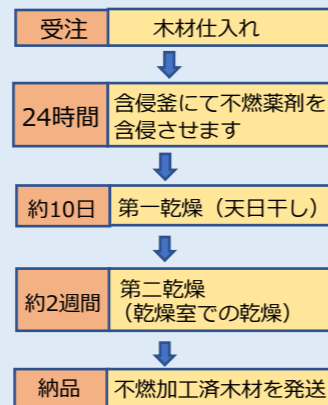 受注 木材仕入れ
24時間 含侵釜にて不燃薬剤を
含侵させます
約10日 第一乾燥（天日干し）
約2週間 第二乾燥
（乾燥室での乾燥）
納品 不燃加工済木材を発送